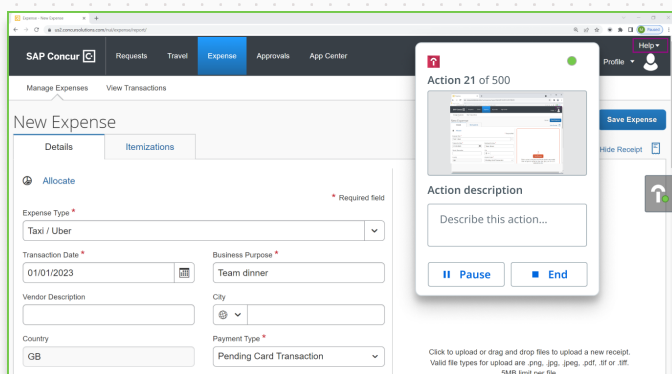 Expense - New Expense
us2.concursolutions.com/nui/expense/report/
Help
SAP Concur C
Requests Travel Expense Approvals App Center
Profile
Manage Expenses View Transactions
New Expense
Save Expense
Details Itemizations
Hide Receipt
Allocate
* Required field
Expense Type *
Taxi / Uber
Transaction Date * Business Purpose *
01/01/2023 Team dinner
Vendor Description City
Country Payment Type *
GB Pending Card Transaction
Action 21 of 500
Action description
Describe this action...
Pause End
Click to upload or drag and drop files to upload a new receipt.
Valid file types for upload are .png, .jpg, .jpeg, .pdf, .tif or .tiff.
5MB limit per file.